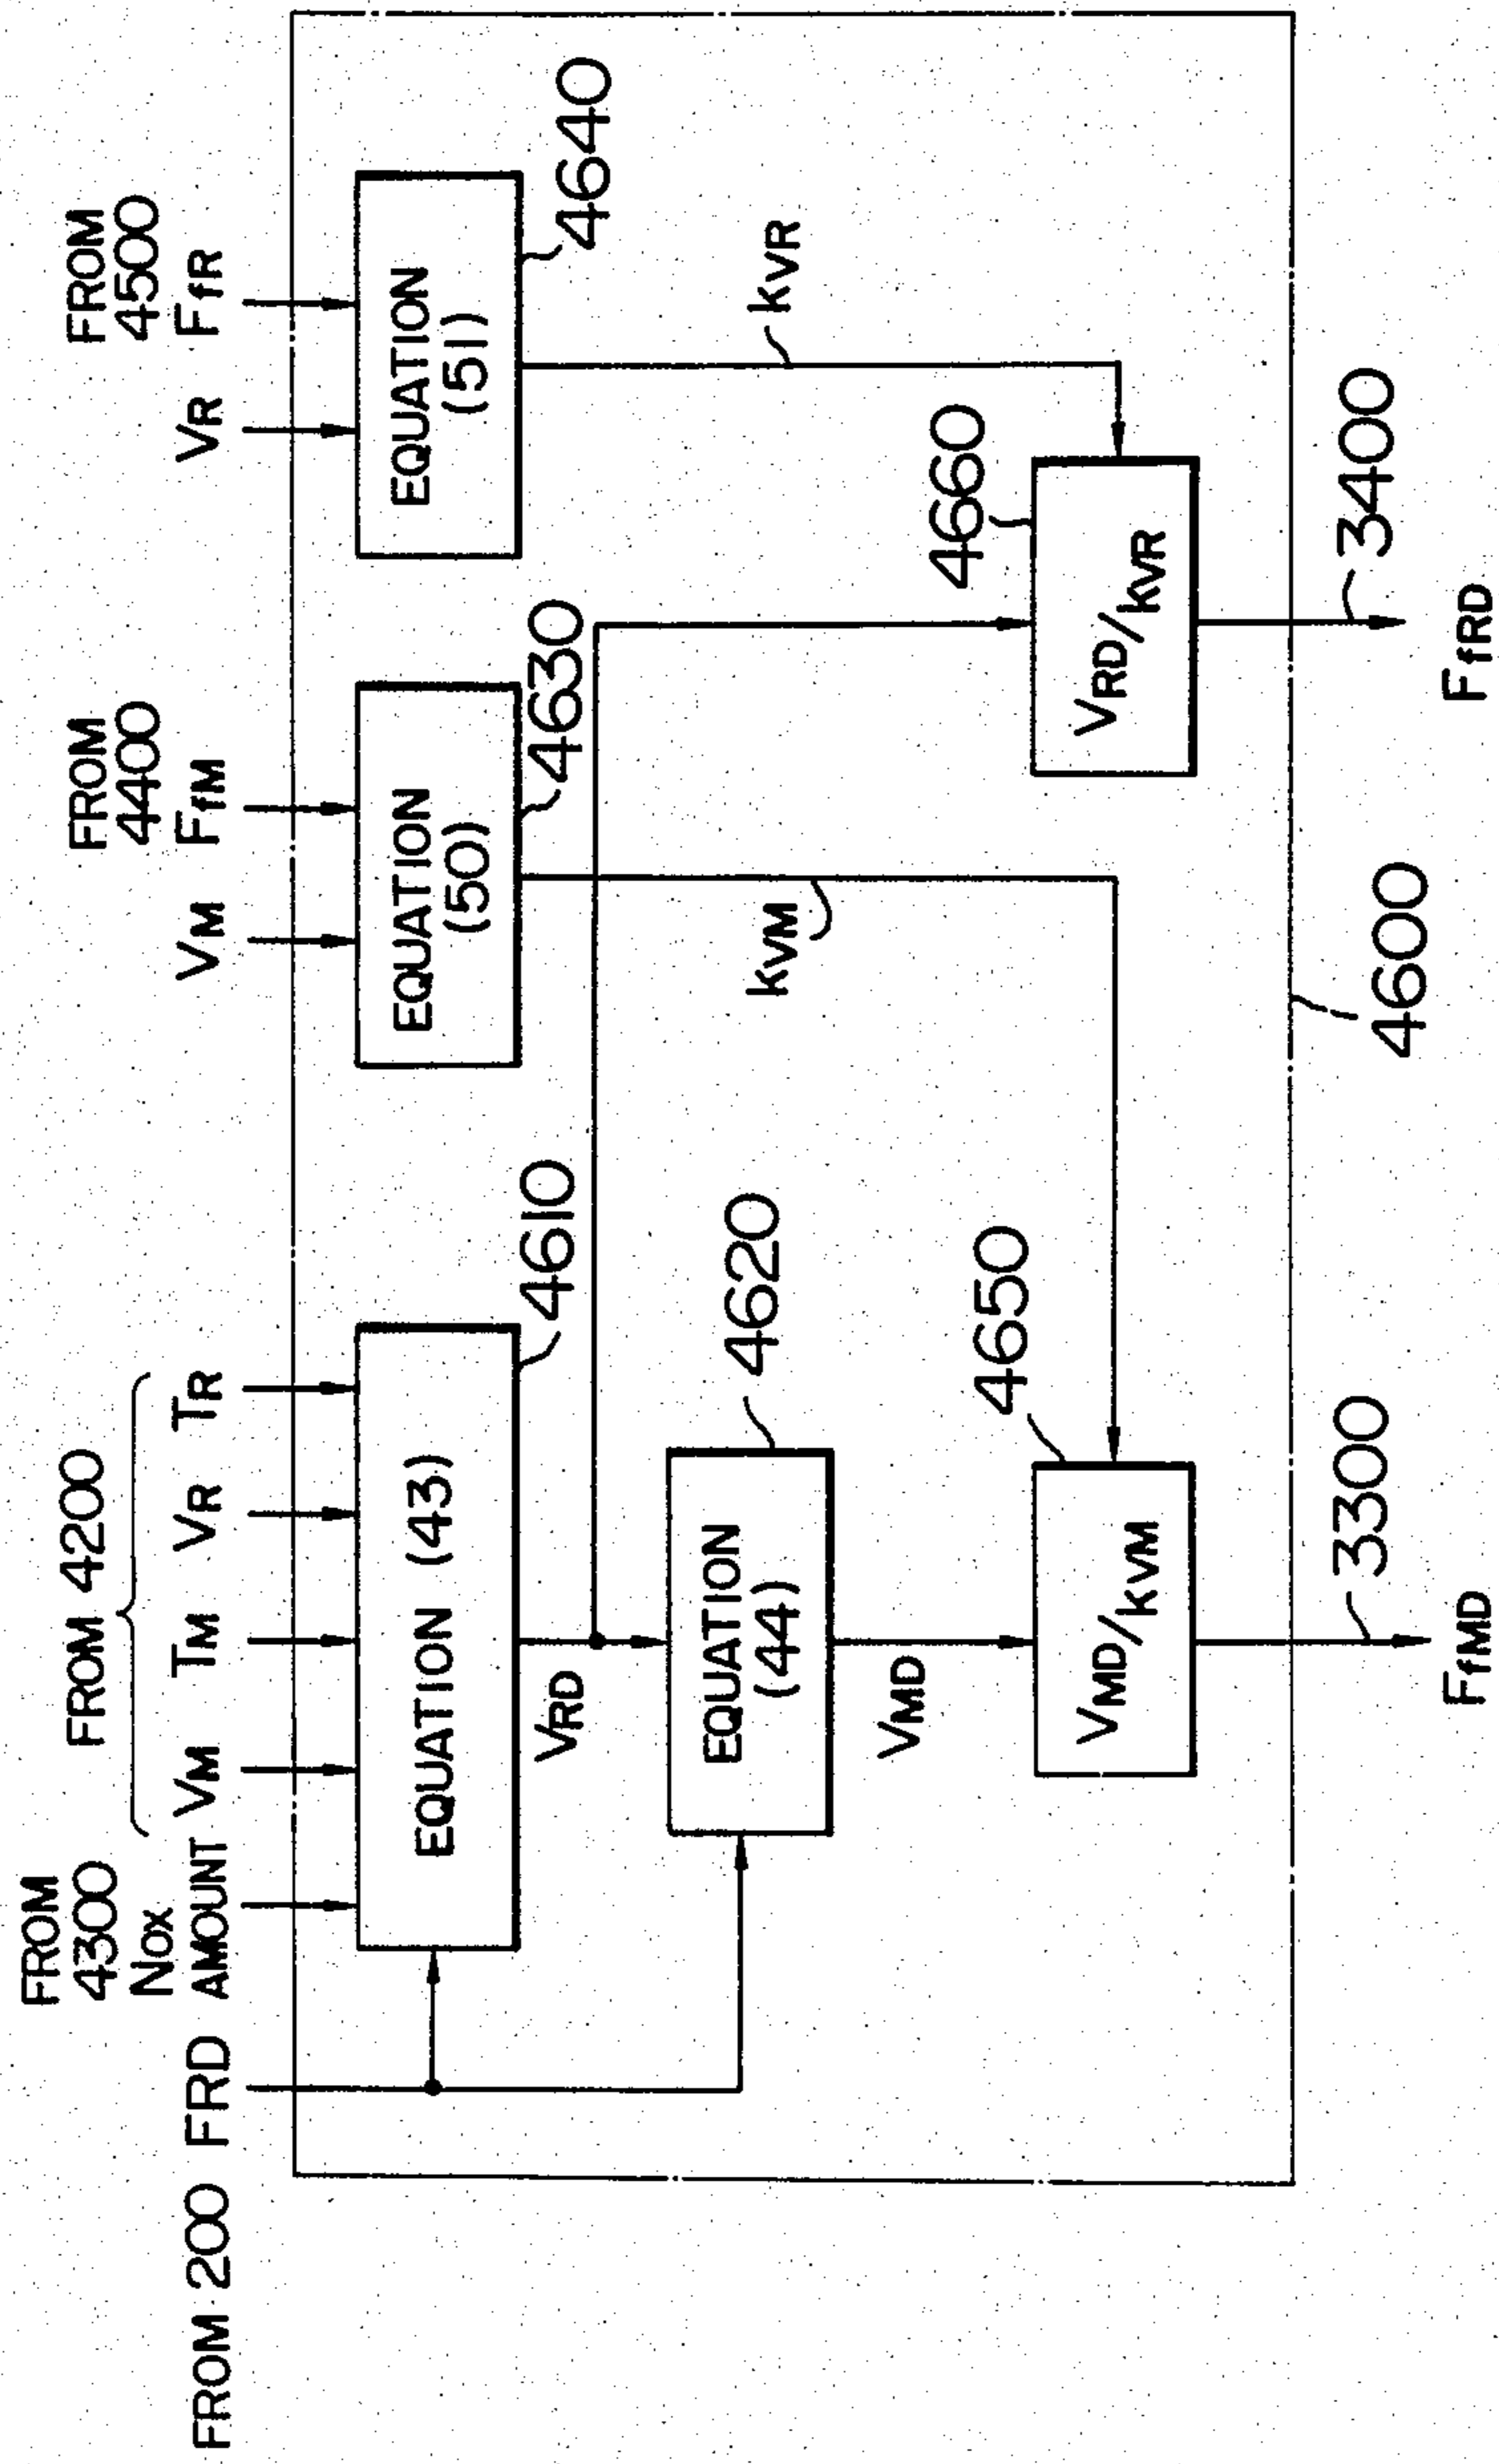 FROM 200 FRD
FROM
4300
NOX
AMOUNT
FROM 4200
VM TM VR TR
FROM
4400
VM FfM
FROM
4500
VR FfR
EQUATION (43)
4610
EQUATION
(50)
4630
EQUATION
(51)
4640
VRD
EQUATION
(44)
4620
kVM
kVR
VMD
VMD/kVM
4650
VRD/kVR
4660
3300
FfMD
4600
3400
FfRD